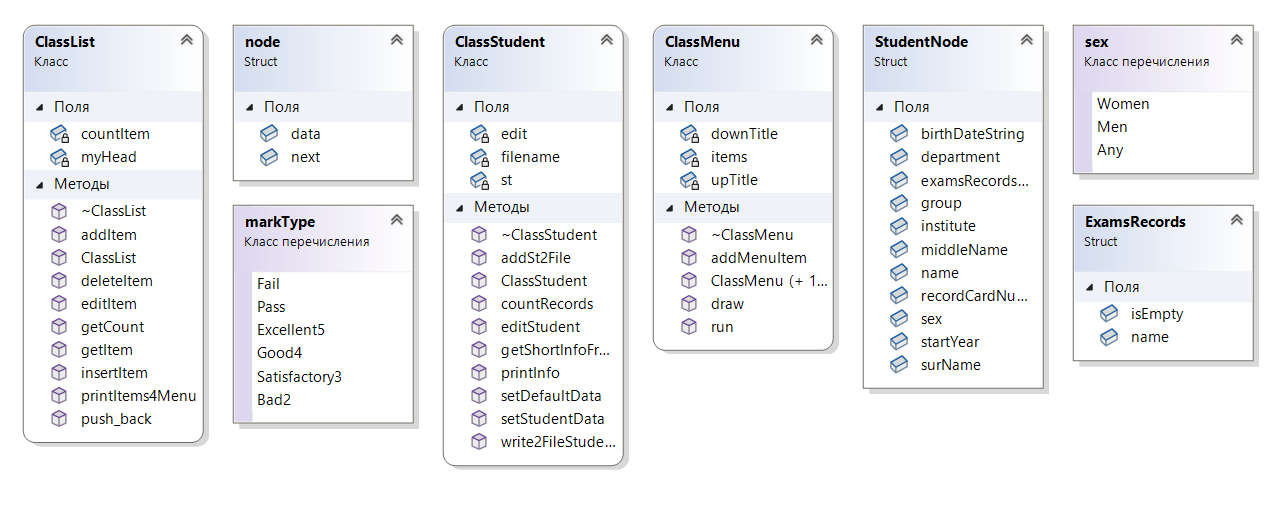 ClassList
Класс
Поля
countItem
myHead
Методы
~ClassList
addItem
ClassList
deleteItem
editItem
getCount
getItem
insertItem
printItems4Menu
push_back
node
Struct
Поля
data
next
markType
Класс перечисления
Fail
Pass
Excellent5
Good4
Satisfactory3
Bad2
ClassStudent
Класс
Поля
edit
filename
st
Методы
~ClassStudent
addSt2File
ClassStudent
countRecords
editStudent
getShortInfoFr...
printInfo
setDefaultData
setStudentData
write2FileStude...
ClassMenu
Класс
Поля
downTitle
items
upTitle
Методы
~ClassMenu
addMenuItem
ClassMenu (+ 1...
draw
run
StudentNode
Struct
Поля
birthDateString
department
examsRecords...
group
institute
middleName
name
recordCardNu...
sex
startYear
surName
sex
Класс перечисления
Women
Men
Any
ExamsRecords
Struct
Поля
isEmpty
name